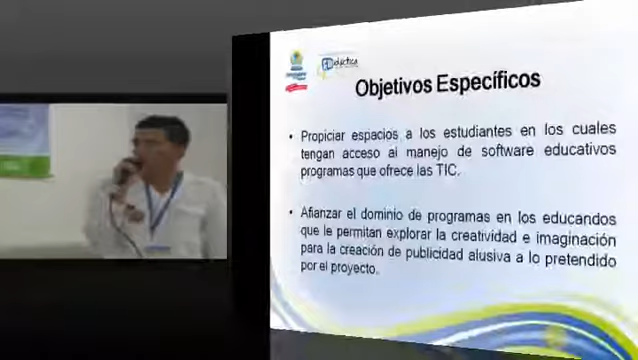 Didáctica
Objetivos Específicos
• Propiciar espacios a los estudiantes en los cuales
tengan acceso al manejo de software educativos
programas que ofrece las TIC.
• Afianzar el dominio de programas en los educandos
que le permitan explorar la creatividad e imaginación
para la creación de publicidad alusiva a lo pretendido
por el proyecto.